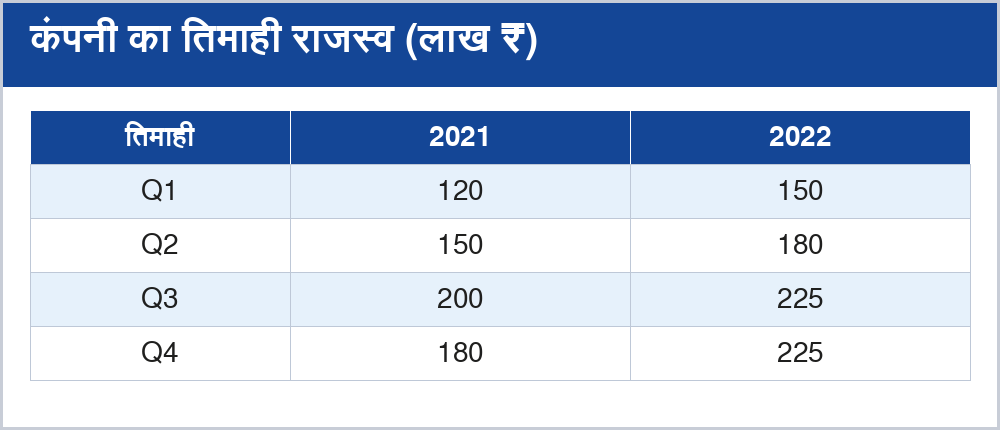 कंपनी का तिमाही राजस्व (लाख ₹)
तिमाही 2021 2022
Q1 120 150
Q2 150 180
Q3 200 225
Q4 180 225